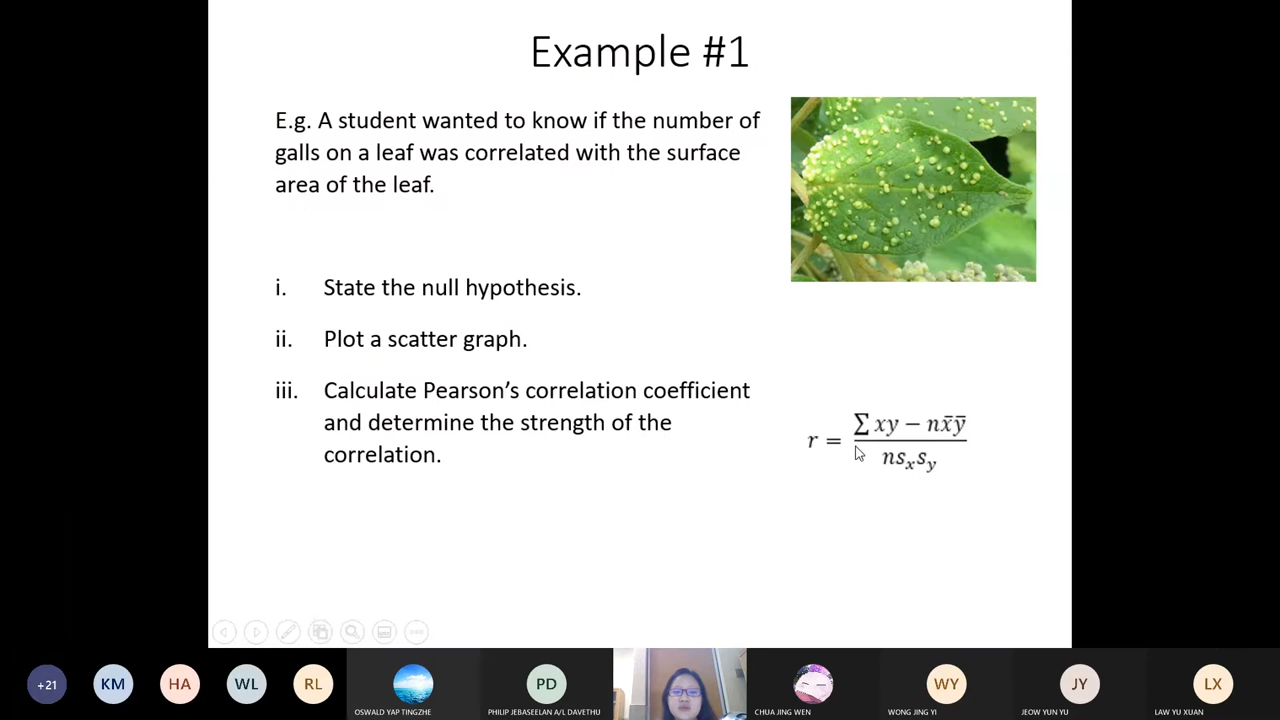 Example #1
E.g. A student wanted to know if the number of
galls on a leaf was correlated with the surface
area of the leaf.
i. State the null hypothesis.
ii. Plot a scatter graph.
iii. Calculate Pearson’s correlation coefficient
and determine the strength of the
correlation.
r = (∑ xy − nx̄ȳ) / (nsₓsᵧ)
+21
KM
HA
WL
RL
PD
WY
JY
LX
OSWALD YAP TINGZHE
PHILIP JEBASEELAN A/L DAVETHU
CHUA JING WEN
WONG JING YI
JEOW YUN YU
LAW YU XUAN